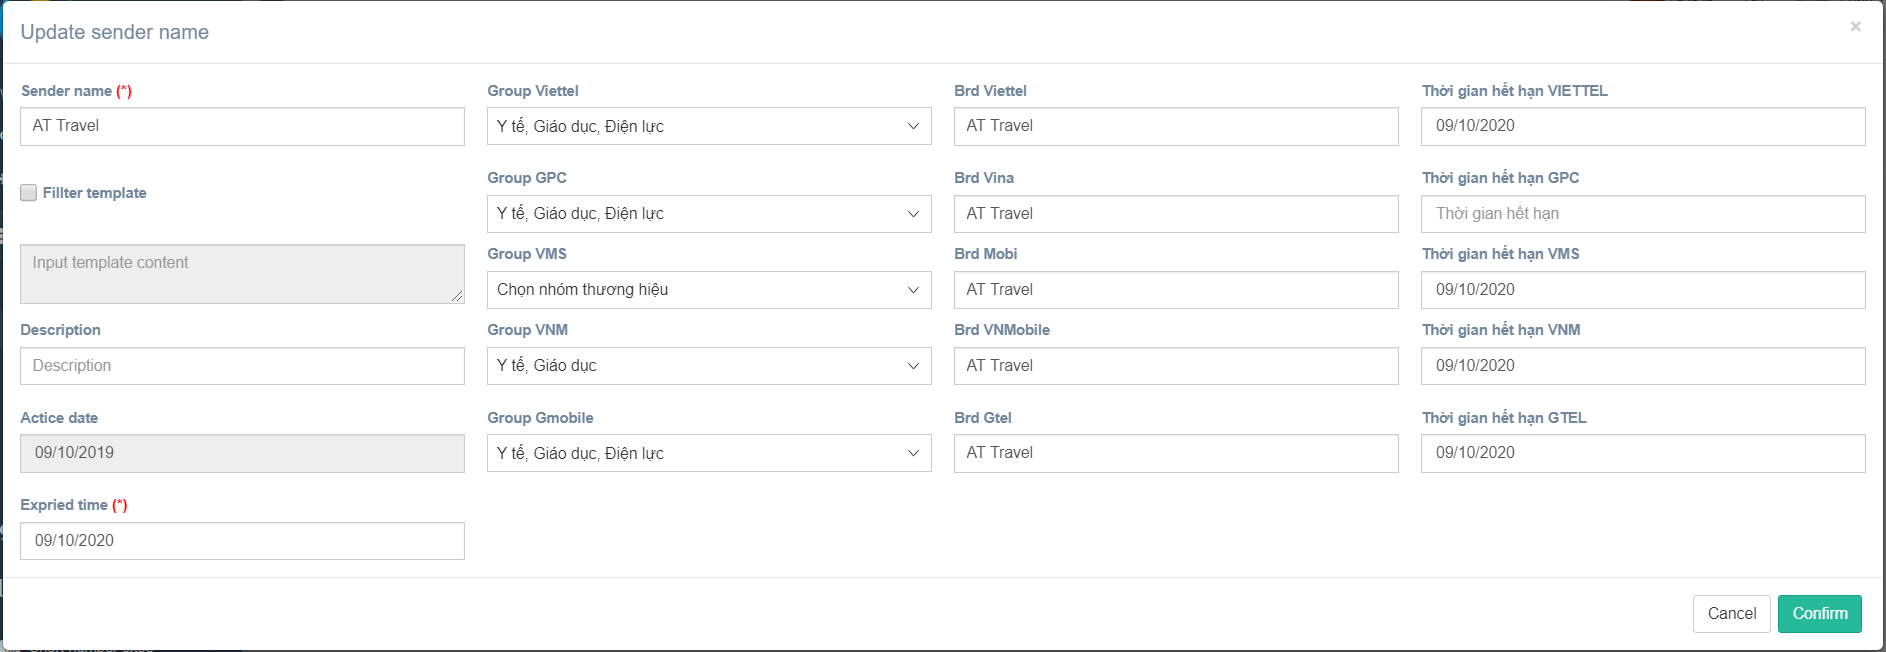 Update sender name
×
Sender name (*)
AT Travel
Group Viettel
Y tế, Giáo dục, Điện lực
Brd Viettel
AT Travel
Thời gian hết hạn VIETTEL
09/10/2020
Fillter template
Group GPC
Y tế, Giáo dục, Điện lực
Brd Vina
AT Travel
Thời gian hết hạn GPC
Thời gian hết hạn
Input template content
Group VMS
Chọn nhóm thương hiệu
Brd Mobi
AT Travel
Thời gian hết hạn VMS
09/10/2020
Description
Description
Group VNM
Y tế, Giáo dục
Brd VNMobile
AT Travel
Thời gian hết hạn VNM
09/10/2020
Actice date
09/10/2019
Group Gmobile
Y tế, Giáo dục, Điện lực
Brd Gtel
AT Travel
Thời gian hết hạn GTEL
09/10/2020
Expried time (*)
09/10/2020
Cancel
Confirm